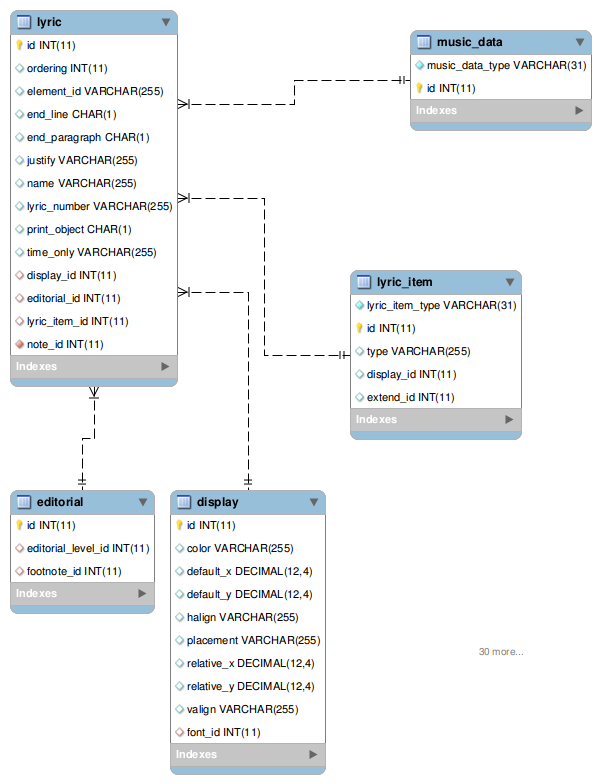 lyric
id INT(11)
ordering INT(11)
element_id VARCHAR(255)
end_line CHAR(1)
end_paragraph CHAR(1)
justify VARCHAR(255)
name VARCHAR(255)
lyric_number VARCHAR(255)
print_object CHAR(1)
time_only VARCHAR(255)
display_id INT(11)
editorial_id INT(11)
lyric_item_id INT(11)
note_id INT(11)
Indexes
music_data
music_data_type VARCHAR(31)
id INT(11)
Indexes
lyric_item
lyric_item_type VARCHAR(31)
id INT(11)
type VARCHAR(255)
display_id INT(11)
extend_id INT(11)
Indexes
editorial
id INT(11)
editorial_level_id INT(11)
footnote_id INT(11)
Indexes
display
id INT(11)
color VARCHAR(255)
default_x DECIMAL(12,4)
default_y DECIMAL(12,4)
halign VARCHAR(255)
placement VARCHAR(255)
relative_x DECIMAL(12,4)
relative_y DECIMAL(12,4)
valign VARCHAR(255)
font_id INT(11)
Indexes
30 more...